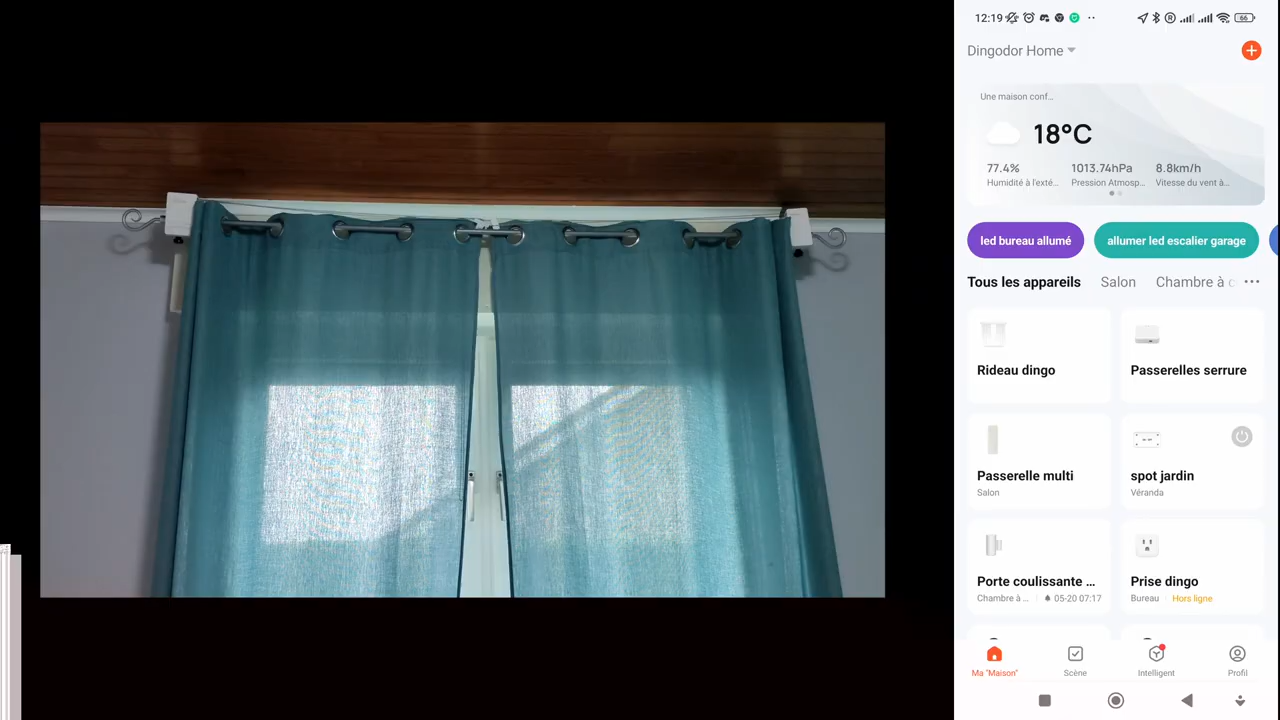 12:19
66
Dingodor Home
Une maison conf...
18°C
77.4% 1013.74hPa 8.8km/h
Humidité à l'exté... Pression Atmosp... Vitesse du vent à...
led bureau allumé allumer led escalier garage
Tous les appareils Salon Chambre à c
Rideau dingo Passerelles serrure
Passerelle multi spot jardin
Salon Véranda
Porte coulissante ... Prise dingo
Chambre à ... 05-20 07:17 Bureau Hors ligne
Ma "Maison" Scène Intelligent Profil